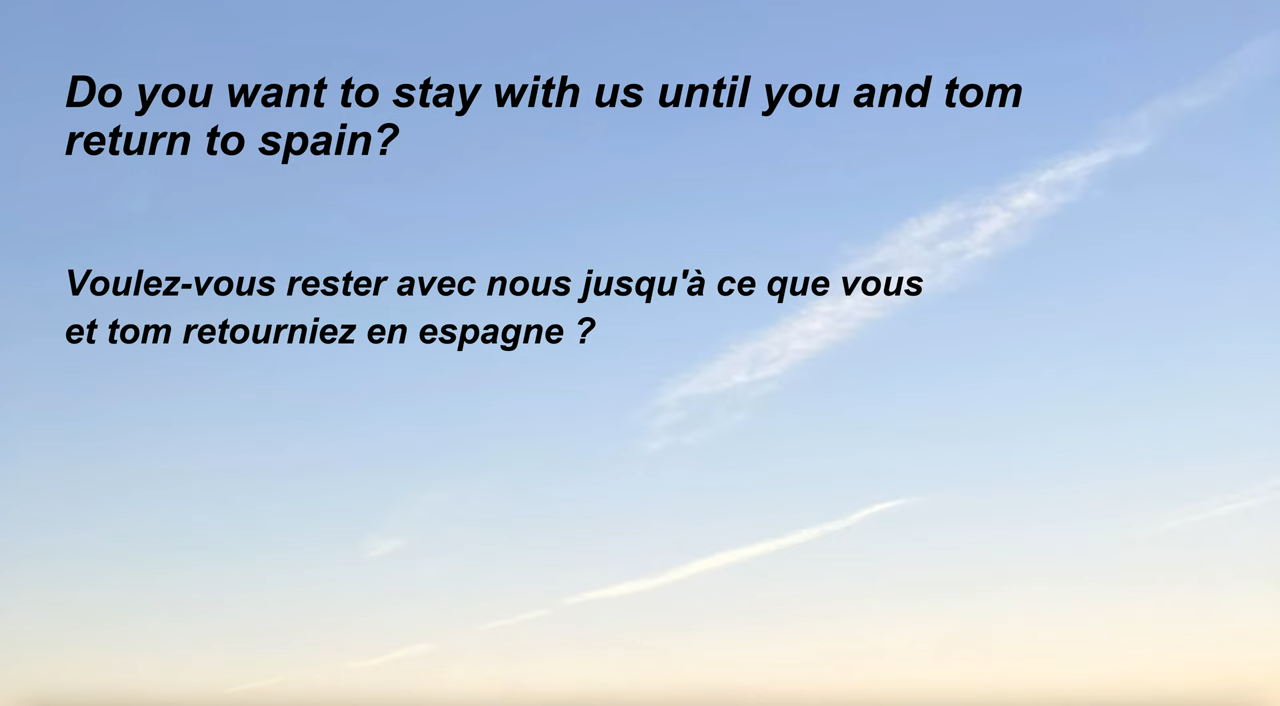 Do you want to stay with us until you and tom
return to spain?
Voulez-vous rester avec nous jusqu'à ce que vous
et tom retourniez en espagne ?